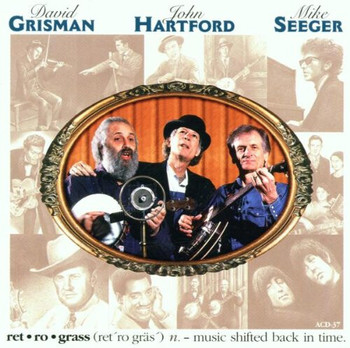 David GRISMAN
John HARTFORD
Mike SEEGER
ACD-37
ret • ro • grass (ret´ro gräs´) n. – music shifted back in time.